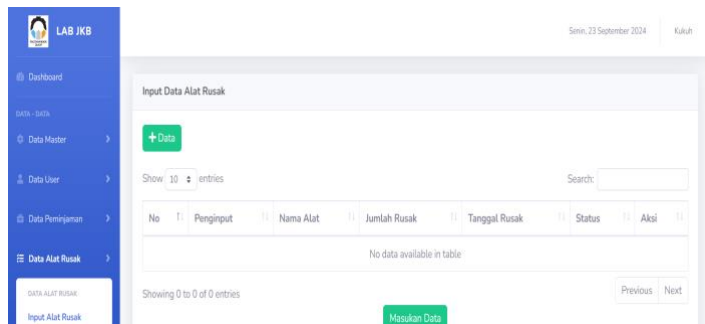 LAB JKB
Senin, 23 September 2024
Kukuh
Dashboard
Input Data Alat Rusak
DATA - DATA
Data Master
+ Data
Data User
Show 10 entries
Search:
Data Peminjaman
No Penginput Nama Alat Jumlah Rusak Tanggal Rusak Status Aksi
Data Alat Rusak
No data available in table
DATA ALAT RUSAK
Showing 0 to 0 of 0 entries
Previous Next
Input Alat Rusak
Masukan Data